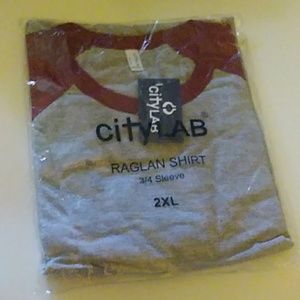 cityLAB
cityLAB®
RAGLAN SHIRT
3/4 Sleeve
2XL